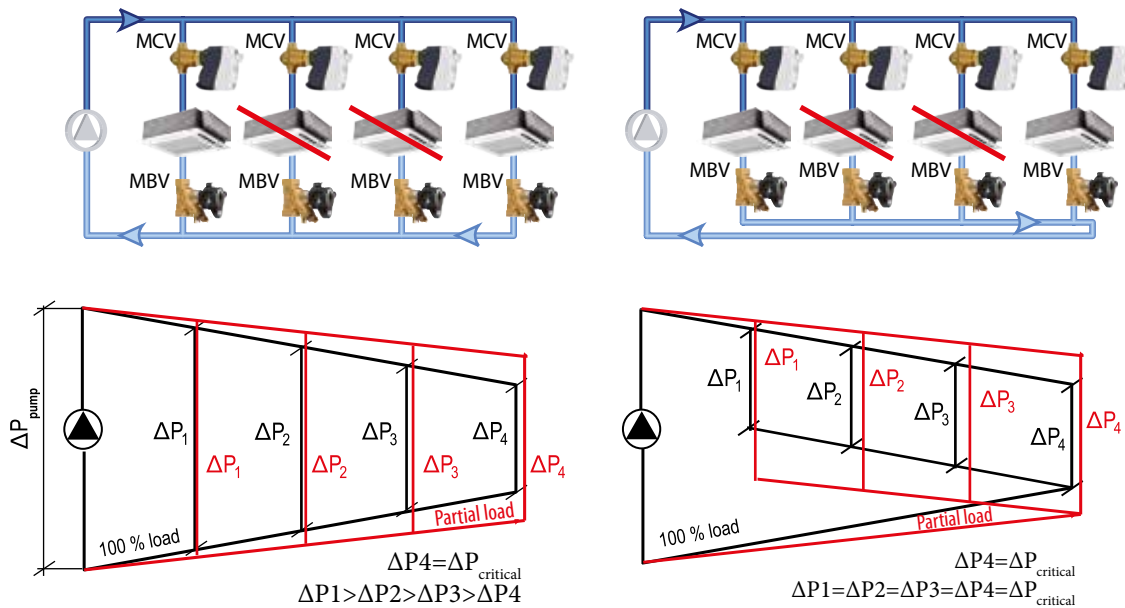 MCV MCV MCV MCV
MBV MBV MBV MBV
MCV MCV MCV MCV
MBV MBV MBV MBV
ΔPpump
ΔP1 ΔP2 ΔP3 ΔP4
ΔP1 ΔP2 ΔP3 ΔP4
100 % load
Partial load
ΔP4=ΔPcritical
ΔP1>ΔP2>ΔP3>ΔP4
ΔP1 ΔP2 ΔP3 ΔP4
ΔP1 ΔP2 ΔP3 ΔP4
100 % load
Partial load
ΔP4=ΔPcritical
ΔP1=ΔP2=ΔP3=ΔP4=ΔPcritical